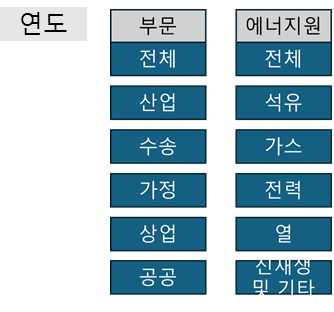 연도
부문
에너지원
전체
전체
산업
석유
수송
가스
가정
전력
상업
열
공공
신재생
및 기타